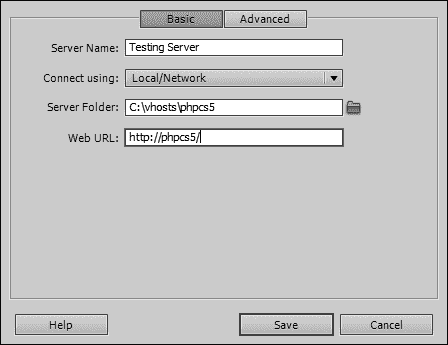 Basic Advanced
Server Name: Testing Server
Connect using: Local/Network
Server Folder: C:\vhosts\phpcs5
Web URL: http://phpcs5/
Help Save Cancel